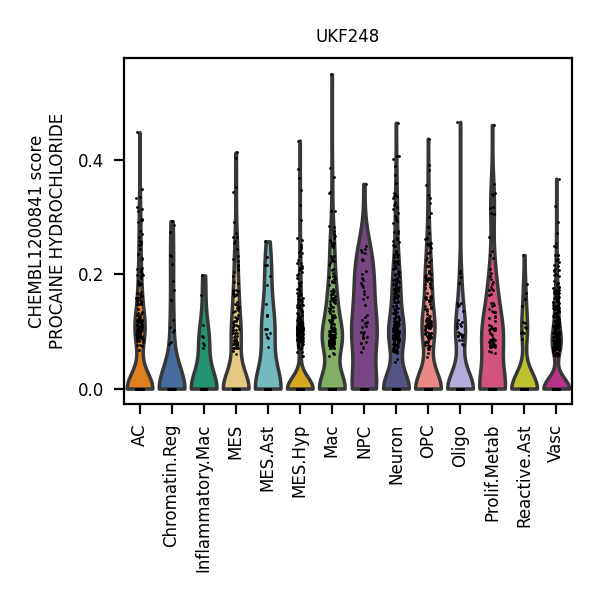 UKF248
CHEMBL1200841 score
PROCAINE HYDROCHLORIDE
0.4
0.2
0.0
AC
Chromatin.Reg
Inflammatory.Mac
MES
MES.Ast
MES.Hyp
Mac
NPC
Neuron
OPC
Oligo
Prolif.Metab
Reactive.Ast
Vasc